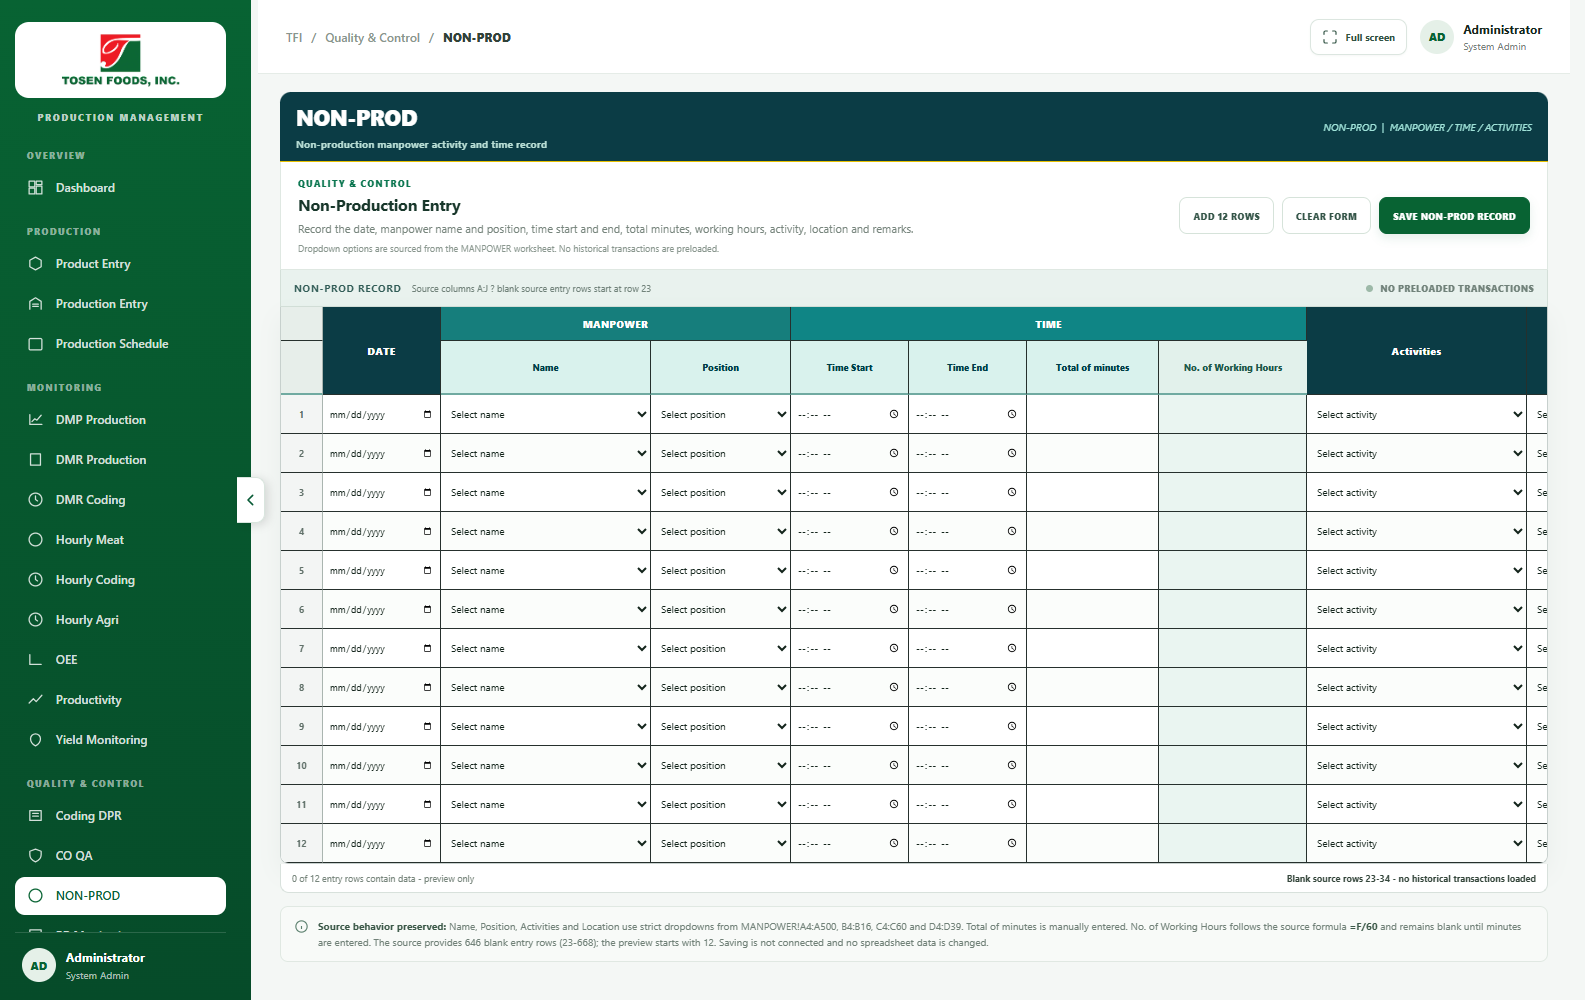 TOSEN FOODS, INC.
PRODUCTION MANAGEMENT
OVERVIEW
Dashboard
PRODUCTION
Product Entry
Production Entry
Production Schedule
MONITORING
DMP Production
DMR Production
DMR Coding
Hourly Meat
Hourly Coding
Hourly Agri
OEE
Productivity
Yield Monitoring
QUALITY & CONTROL
Coding DPR
CO QA
NON-PROD
AD Administrator
System Admin
TFI / Quality & Control / NON-PROD
Full screen
AD Administrator
System Admin
NON-PROD
Non-production manpower activity and time record
NON-PROD | MANPOWER / TIME / ACTIVITIES
QUALITY & CONTROL
Non-Production Entry
Record the date, manpower name and position, time start and end, total minutes, working hours, activity, location and remarks.
Dropdown options are sourced from the MANPOWER worksheet. No historical transactions are preloaded.
ADD 12 ROWS CLEAR FORM SAVE NON-PROD RECORD
NON-PROD RECORD Source columns A:J ? blank source entry rows start at row 23 NO PRELOADED TRANSACTIONS
DATE MANPOWER TIME Activities
Name Position Time Start Time End Total of minutes No. of Working Hours
1 mm/dd/yyyy Select name Select position --:-- -- --:-- -- Select activity Se
2 mm/dd/yyyy Select name Select position --:-- -- --:-- -- Select activity Se
3 mm/dd/yyyy Select name Select position --:-- -- --:-- -- Select activity Se
4 mm/dd/yyyy Select name Select position --:-- -- --:-- -- Select activity Se
5 mm/dd/yyyy Select name Select position --:-- -- --:-- -- Select activity Se
6 mm/dd/yyyy Select name Select position --:-- -- --:-- -- Select activity Se
7 mm/dd/yyyy Select name Select position --:-- -- --:-- -- Select activity Se
8 mm/dd/yyyy Select name Select position --:-- -- --:-- -- Select activity Se
9 mm/dd/yyyy Select name Select position --:-- -- --:-- -- Select activity Se
10 mm/dd/yyyy Select name Select position --:-- -- --:-- -- Select activity Se
11 mm/dd/yyyy Select name Select position --:-- -- --:-- -- Select activity Se
12 mm/dd/yyyy Select name Select position --:-- -- --:-- -- Select activity Se
0 of 12 entry rows contain data - preview only Blank source rows 23-34 - no historical transactions loaded
Source behavior preserved: Name, Position, Activities and Location use strict dropdowns from MANPOWER!A4:A500, B4:B16, C4:C60 and D4:D39. Total of minutes is manually entered. No. of Working Hours follows the source formula =F/60 and remains blank until minutes
are entered. The source provides 646 blank entry rows (23-668); the preview starts with 12. Saving is not connected and no spreadsheet data is changed.